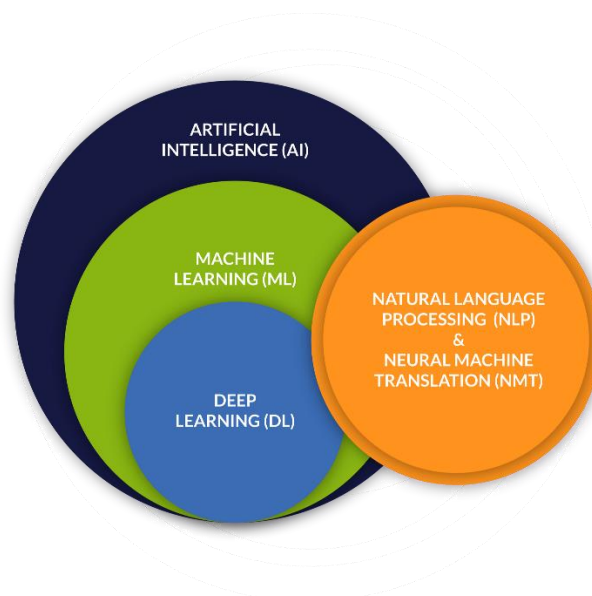 ARTIFICIAL
INTELLIGENCE (AI)
MACHINE
LEARNING (ML)
DEEP
LEARNING (DL)
NATURAL LANGUAGE
PROCESSING (NLP)
&
NEURAL MACHINE
TRANSLATION (NMT)